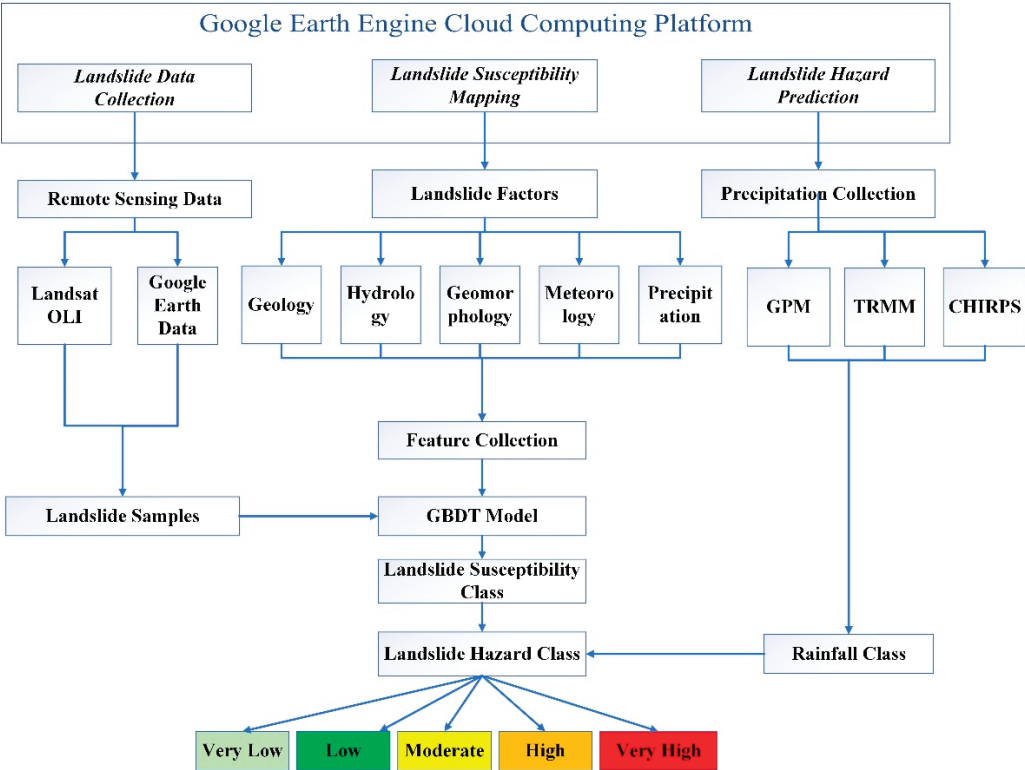 Google Earth Engine Cloud Computing Platform
Landslide Data
Collection
Landslide Susceptibility
Mapping
Landslide Hazard
Prediction
Remote Sensing Data
Landslide Factors
Precipitation Collection
Landsat
OLI
Google
Earth
Data
Geology
Hydrolo
gy
Geomor
phology
Meteoro
logy
Precipit
ation
GPM
TRMM
CHIRPS
Feature Collection
Landslide Samples
GBDT Model
Landslide Susceptibility
Class
Landslide Hazard Class
Rainfall Class
Very Low
Low
Moderate
High
Very High